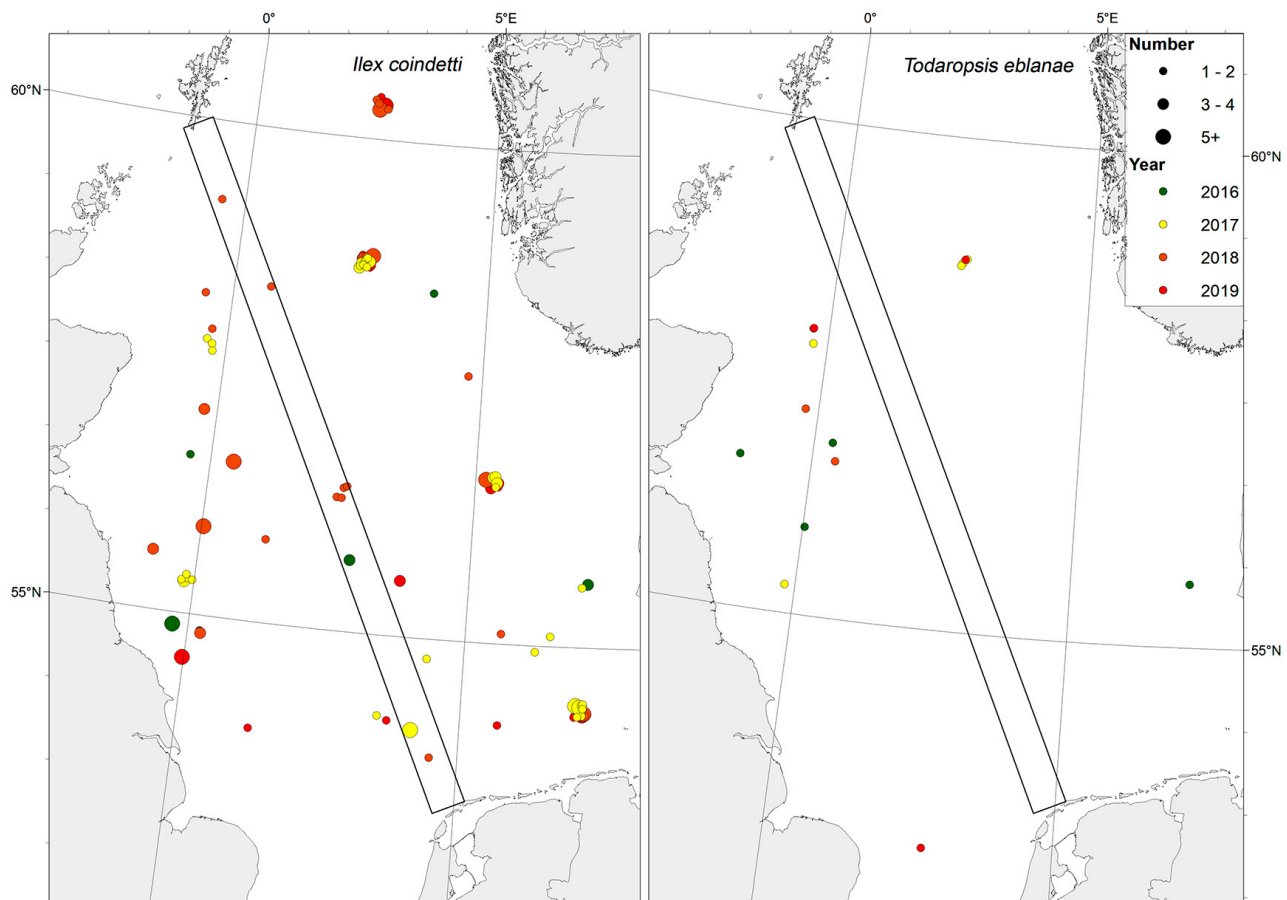 0° 5°E 0° 5°E
Ilex coindetti
Todaropsis eblanae
Number
1 - 2
3 - 4
5+
Year
2016
2017
2018
2019
60°N
60°N
55°N
55°N